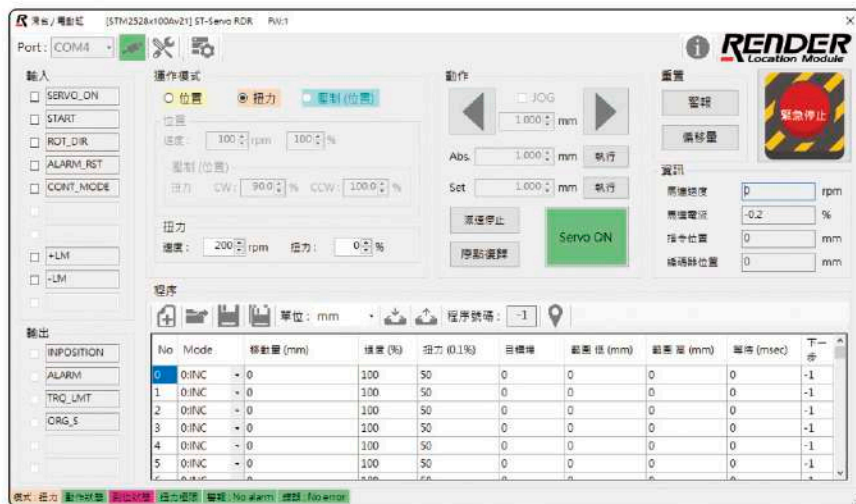 滑台/電動缸 [STM2528x100Av21] ST-Servo RDR FW:1
Port: COM4
RENDER
Location Module
輸入
SERVO_ON
START
ROT_DIR
ALARM_RST
CONT_MODE
+LM
-LM
輸出
INPOSITION
ALARM
TRQ_LMT
ORG_S
運作模式
位置 扭力 壓制(位置)
位置
速度: 100 rpm 100 %
壓制(位置)
扭力 CW: 90.0 % CCW: 100.0 %
扭力
速度: 200 rpm 扭力: 0 %
動作
JOG
1.000 mm
Abs. 1.000 mm 執行
Set 1.000 mm 執行
減速停止
原點復歸
Servo ON
重置
警報
偏移量
緊急停止
資訊
馬達速度 0 rpm
馬達電流 -0.2 %
指令位置 0 mm
編碼器位置 0 mm
程序
單位: mm 程序號碼: -1
No Mode 移動量 (mm) 速度 (%) 扭力 (0.1%) 目標埠 範圍 低 (mm) 範圍 高 (mm) 等待 (msec) 下一步
0 0:INC 0 100 50 0 0 0 0 -1
1 0:INC 0 100 50 0 0 0 0 -1
2 0:INC 0 100 50 0 0 0 0 -1
3 0:INC 0 100 50 0 0 0 0 -1
4 0:INC 0 100 50 0 0 0 0 -1
5 0:INC 0 100 50 0 0 0 0 -1
模式:扭力 動作狀態 到位狀態 扭力極限 警報:No alarm 錯誤:No error